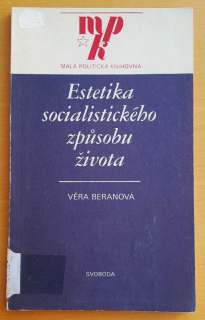 mpk
MALÁ POLITICKÁ KNIHOVNA
Estetika
socialistického
způsobu
života
VĚRA BERANOVÁ
SVOBODA